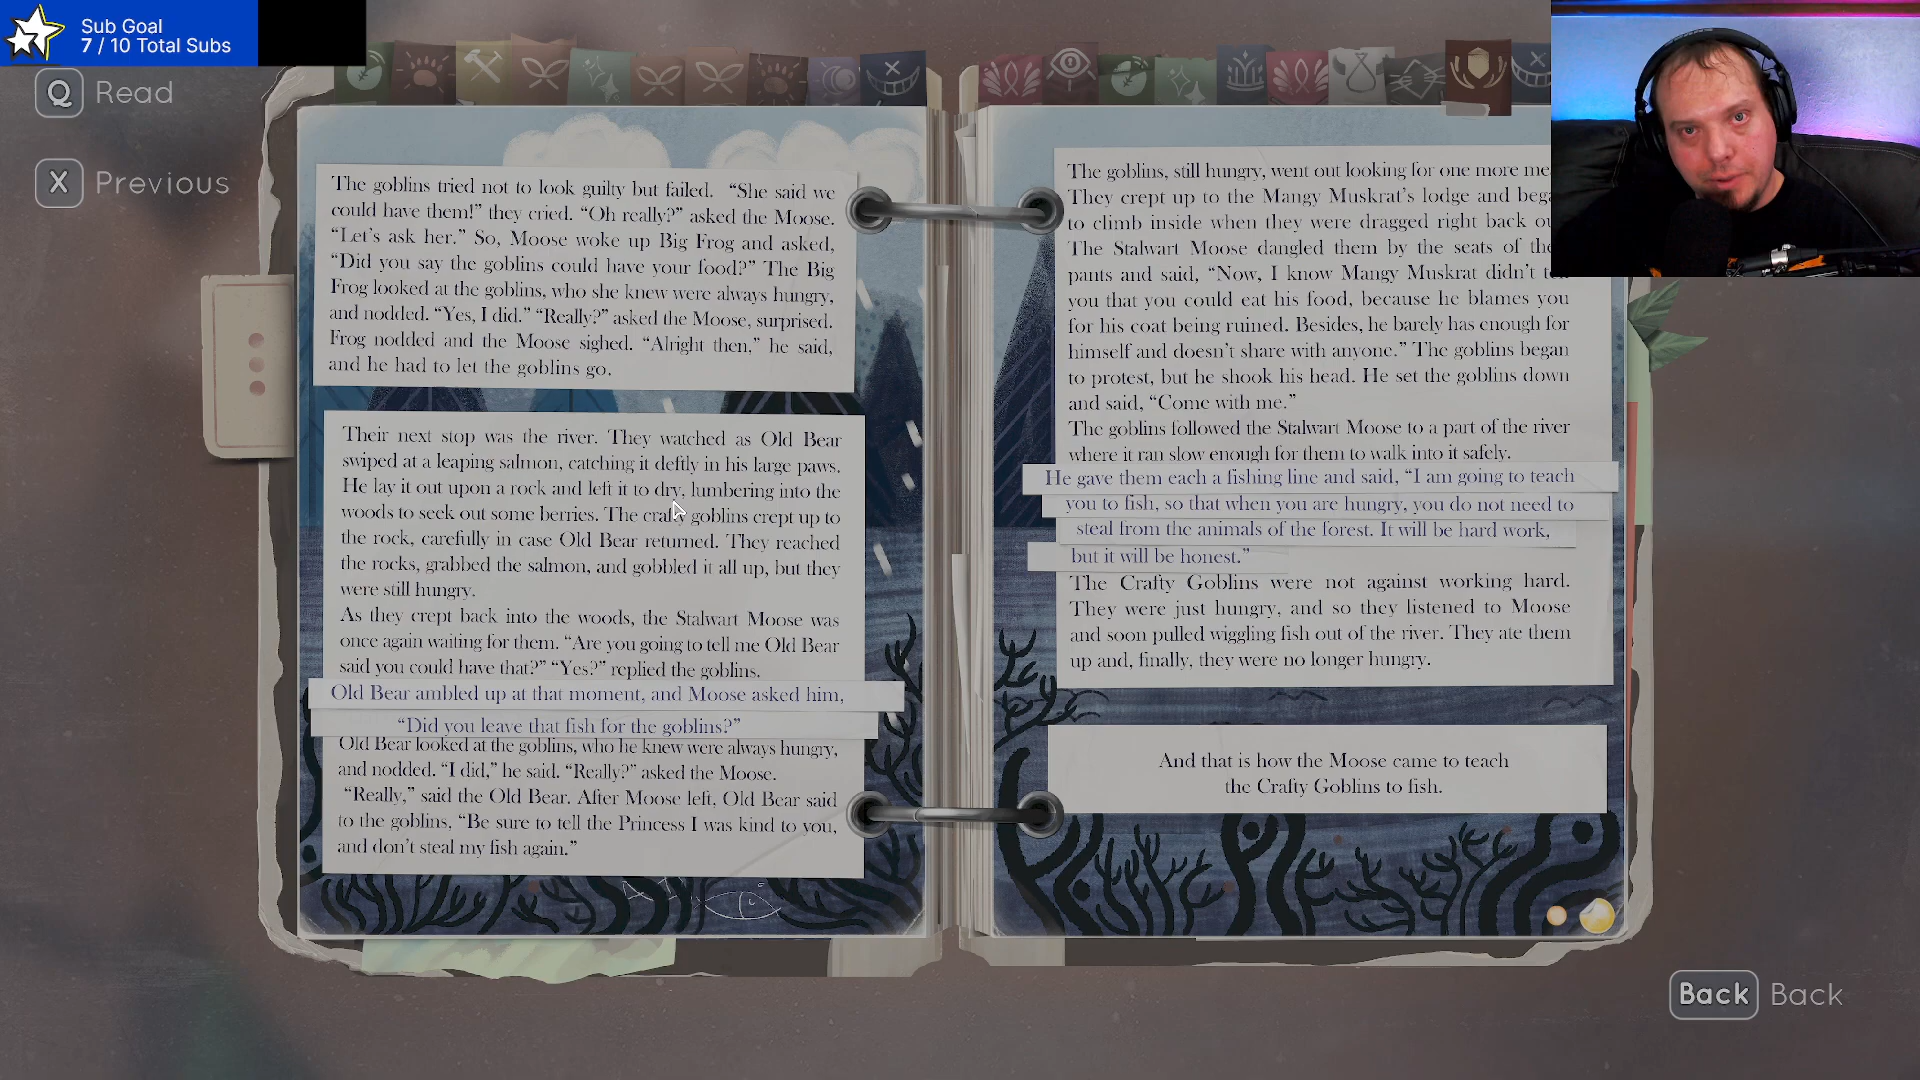 Sub Goal
7 / 10 Total Subs
Q Read
X Previous
The goblins tried not to look guilty but failed. “She said we
could have them!” they cried. “Oh really?” asked the Moose.
“Let’s ask her.” So, Moose woke up Big Frog and asked,
“Did you say the goblins could have your food?” The Big
Frog looked at the goblins, who she knew were always hungry,
and nodded. “Yes, I did.” “Really?” asked the Moose, surprised.
Frog nodded and the Moose sighed. “Alright then,” he said,
and he had to let the goblins go.
Their next stop was the river. They watched as Old Bear
swiped at a leaping salmon, catching it deftly in his large paws.
He lay it out upon a rock and left it to dry, lumbering into the
woods to seek out some berries. The crafty goblins crept up to
the rock, carefully in case Old Bear returned. They reached
the rocks, grabbed the salmon, and gobbled it all up, but they
were still hungry.
As they crept back into the woods, the Stalwart Moose was
once again waiting for them. “Are you going to tell me Old Bear
said you could have that?” “Yes?” replied the goblins.
Old Bear ambled up at that moment, and Moose asked him,
“Did you leave that fish for the goblins?”
Old Bear looked at the goblins, who he knew were always hungry,
and nodded. “I did,” he said. “Really?” asked the Moose.
“Really,” said the Old Bear. After Moose left, Old Bear said
to the goblins, “Be sure to tell the Princess I was kind to you,
and don’t steal my fish again.”
The goblins, still hungry, went out looking for one more
They crept up to the Mangy Muskrat’s lodge and
to climb inside when they were dragged right back
The Stalwart Moose dangled them by the seats of
pants and said, “Now, I know Mangy Muskrat didn’t
you that you could eat his food, because he blames you
for his coat being ruined. Besides, he barely has enough for
himself and doesn’t share with anyone.” The goblins began
to protest, but he shook his head. He set the goblins down
and said, “Come with me.”
The goblins followed the Stalwart Moose to a part of the river
where it ran slow enough for them to walk into it safely.
He gave them each a fishing line and said, “I am going to teach
you to fish, so that when you are hungry, you do not need to
steal from the animals of the forest. It will be hard work,
but it will be honest.”
The Crafty Goblins were not against working hard.
They were just hungry, and so they listened to Moose
and soon pulled wiggling fish out of the river. They ate them
up and, finally, they were no longer hungry.
And that is how the Moose came to teach
the Crafty Goblins to fish.
Back Back